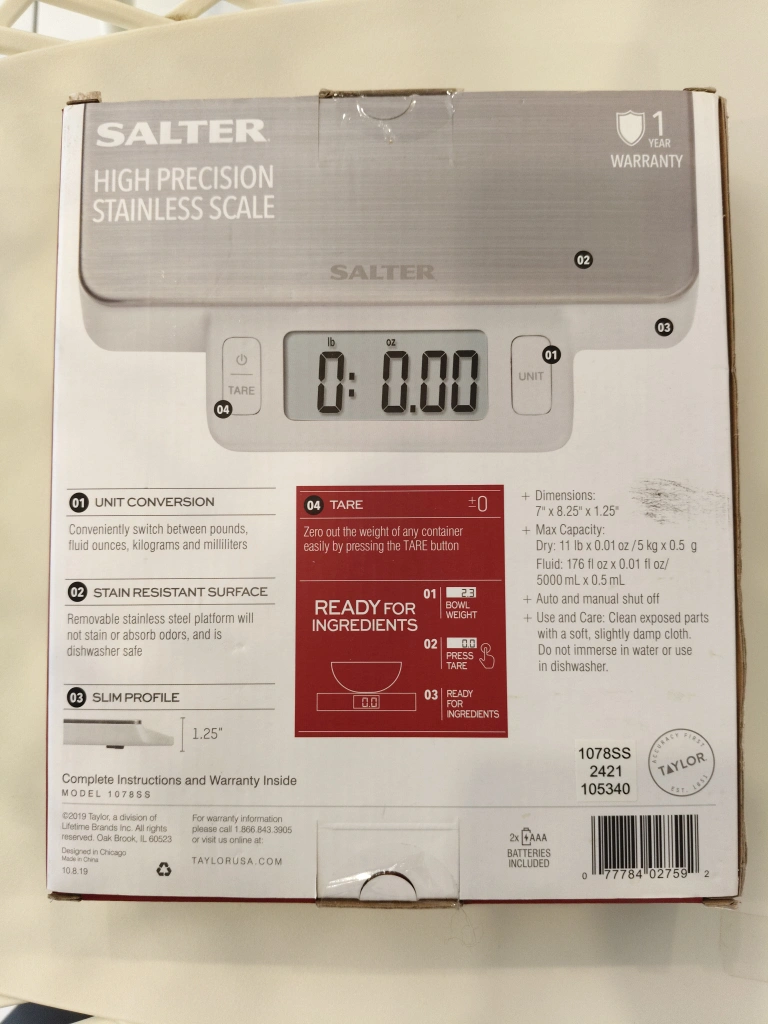 SALTER
HIGH PRECISION
STAINLESS SCALE
1
YEAR
WARRANTY
SALTER
02
03
lb oz
0: 0.00
TARE
UNIT
01
04
01 UNIT CONVERSION
Conveniently switch between pounds,
fluid ounces, kilograms and milliliters
02 STAIN RESISTANT SURFACE
Removable stainless steel platform will
not stain or absorb odors, and is
dishwasher safe
03 SLIM PROFILE
1.25"
04 TARE ±0
Zero out the weight of any container
easily by pressing the TARE button
READY FOR
INGREDIENTS
0.0
01 2.3
BOWL
WEIGHT
02 0.0
PRESS
TARE
03 READY
FOR
INGREDIENTS
+ Dimensions:
7" x 8.25" x 1.25"
+ Max Capacity:
Dry: 11 lb x 0.01 oz / 5 kg x 0.5 g
Fluid: 176 fl oz x 0.01 fl oz/
5000 mL x 0.5 mL
+ Auto and manual shut off
+ Use and Care: Clean exposed parts
with a soft, slightly damp cloth.
Do not immerse in water or use
in dishwasher.
Complete Instructions and Warranty Inside
MODEL 1078SS
1078SS
2421
105340
ACCURACY FIRST
TAYLOR
EST. 1851
©2019 Taylor, a division of
Lifetime Brands Inc. All rights
reserved. Oak Brook, IL 60523
Designed in Chicago
Made in China
10.8.19
For warranty information
please call 1.866.843.3905
or visit us online at:
TAYLORUSA.COM
2x AAA
BATTERIES
INCLUDED
0 77784 02759 2